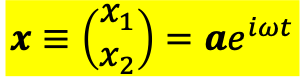 𝒙 ≡ (x₁ x₂) = 𝒂e^{iωt}